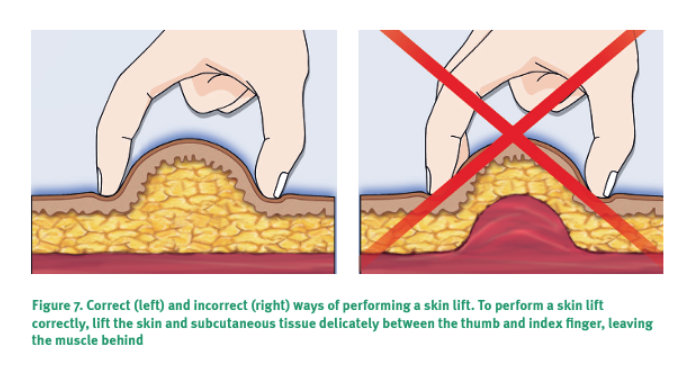 Figure 7. Correct (left) and incorrect (right) ways of performing a skin lift. To perform a skin lift
correctly, lift the skin and subcutaneous tissue delicately between the thumb and index finger, leaving
the muscle behind